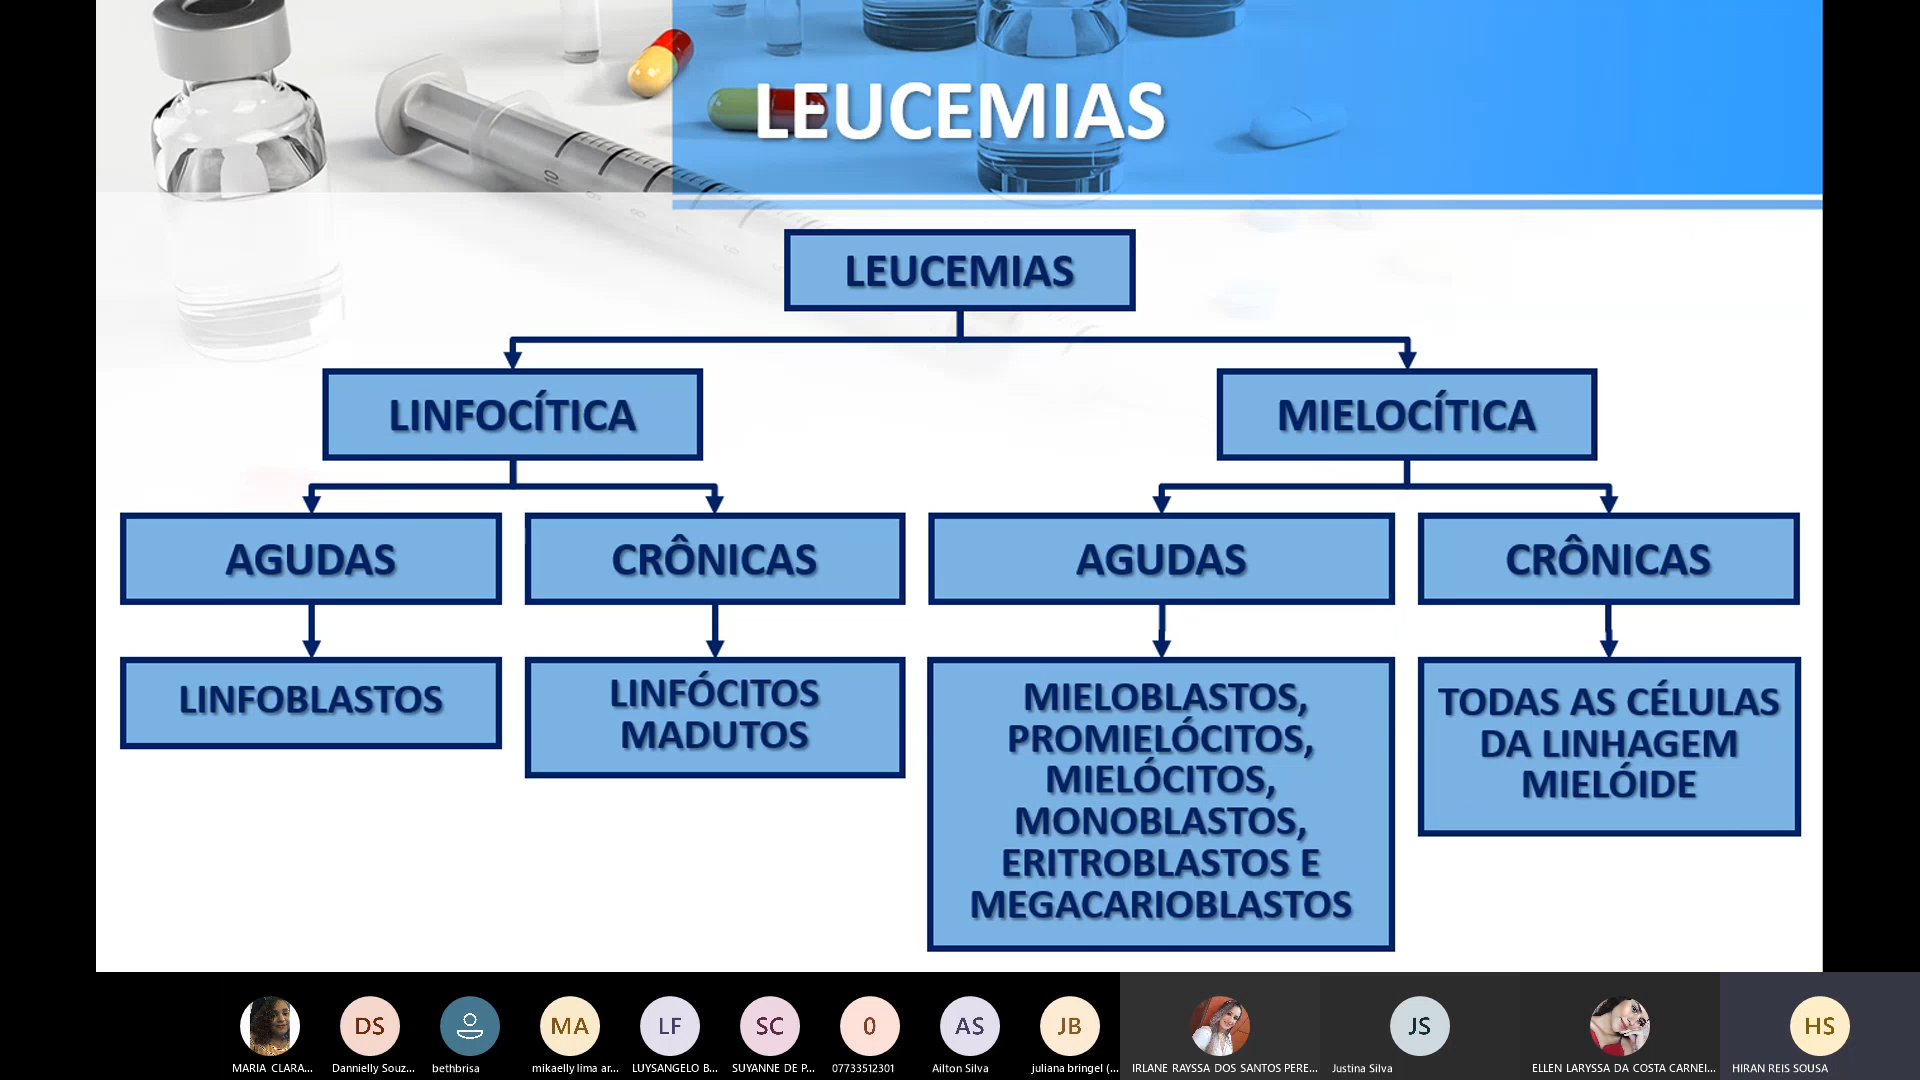 LEUCEMIAS
LEUCEMIAS
LINFOCÍTICA
MIELOCÍTICA
AGUDAS
CRÔNICAS
AGUDAS
CRÔNICAS
LINFOBLASTOS
LINFÓCITOS
MADUTOS
MIELOBLASTOS,
PROMIELÓCITOS,
MIELÓCITOS,
MONOBLASTOS,
ERITROBLASTOS E
MEGACARIOBLASTOS
TODAS AS CÉLULAS
DA LINHAGEM
MIELÓIDE
DS
MA
LF
SC
0
AS
JB
JS
HS
MARIA CLARA...
Dannielly Souz...
bethbrisa
mikaelly lima ar...
LUYSANGELO B...
SUYANNE DE P...
07733512301
Ailton Silva
juliana bringel (...
IRLANE RAYSSA DOS SANTOS PERE...
Justina Silva
ELLEN LARYSSA DA COSTA CARNEI...
HIRAN REIS SOUSA